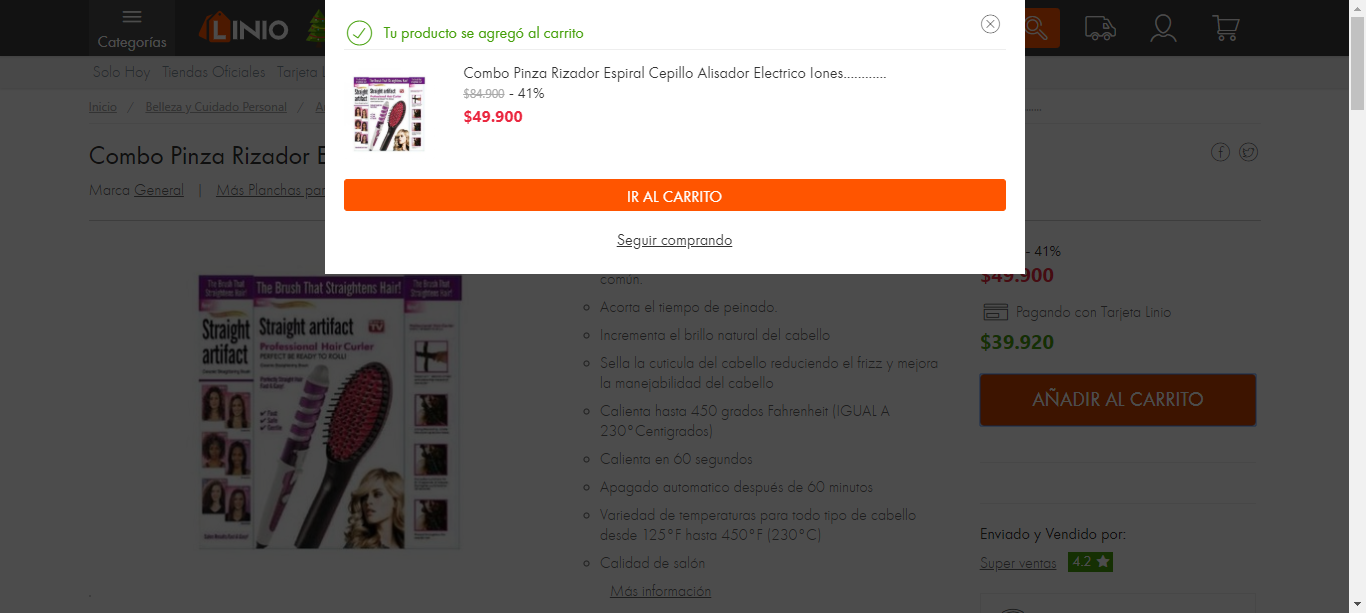 Categorías
LINIO
Tu producto se agregó al carrito
Combo Pinza Rizador Espiral Cepillo Alisador Electrico Iones............
$84.900 - 41%
$49.900
IR AL CARRITO
Seguir comprando
Solo Hoy Tiendas Oficiales Tarjeta L
Inicio / Belleza y Cuidado Personal /
Combo Pinza Rizador E
Marca General | Más Planchas par
The Brush That Straightens Hair!
Straight artifact
Straight artifact
Professional Hair Curler
PERFECT BE READY TO ROLL!
común.
Acorta el tiempo de peinado.
Incrementa el brillo natural del cabello
Sella la cuticula del cabello reduciendo el frizz y mejora
la manejabilidad del cabello
Calienta hasta 450 grados Fahrenheit (IGUAL A
230°Centigrados)
Calienta en 60 segundos
Apagado automatico después de 60 minutos
Variedad de temperaturas para todo tipo de cabello
desde 125°F hasta 450°F (230°C)
Calidad de salón
Más información
- 41%
$49.900
Pagando con Tarjeta Linio
$39.920
AÑADIR AL CARRITO
Enviado y Vendido por:
Super ventas 4.2